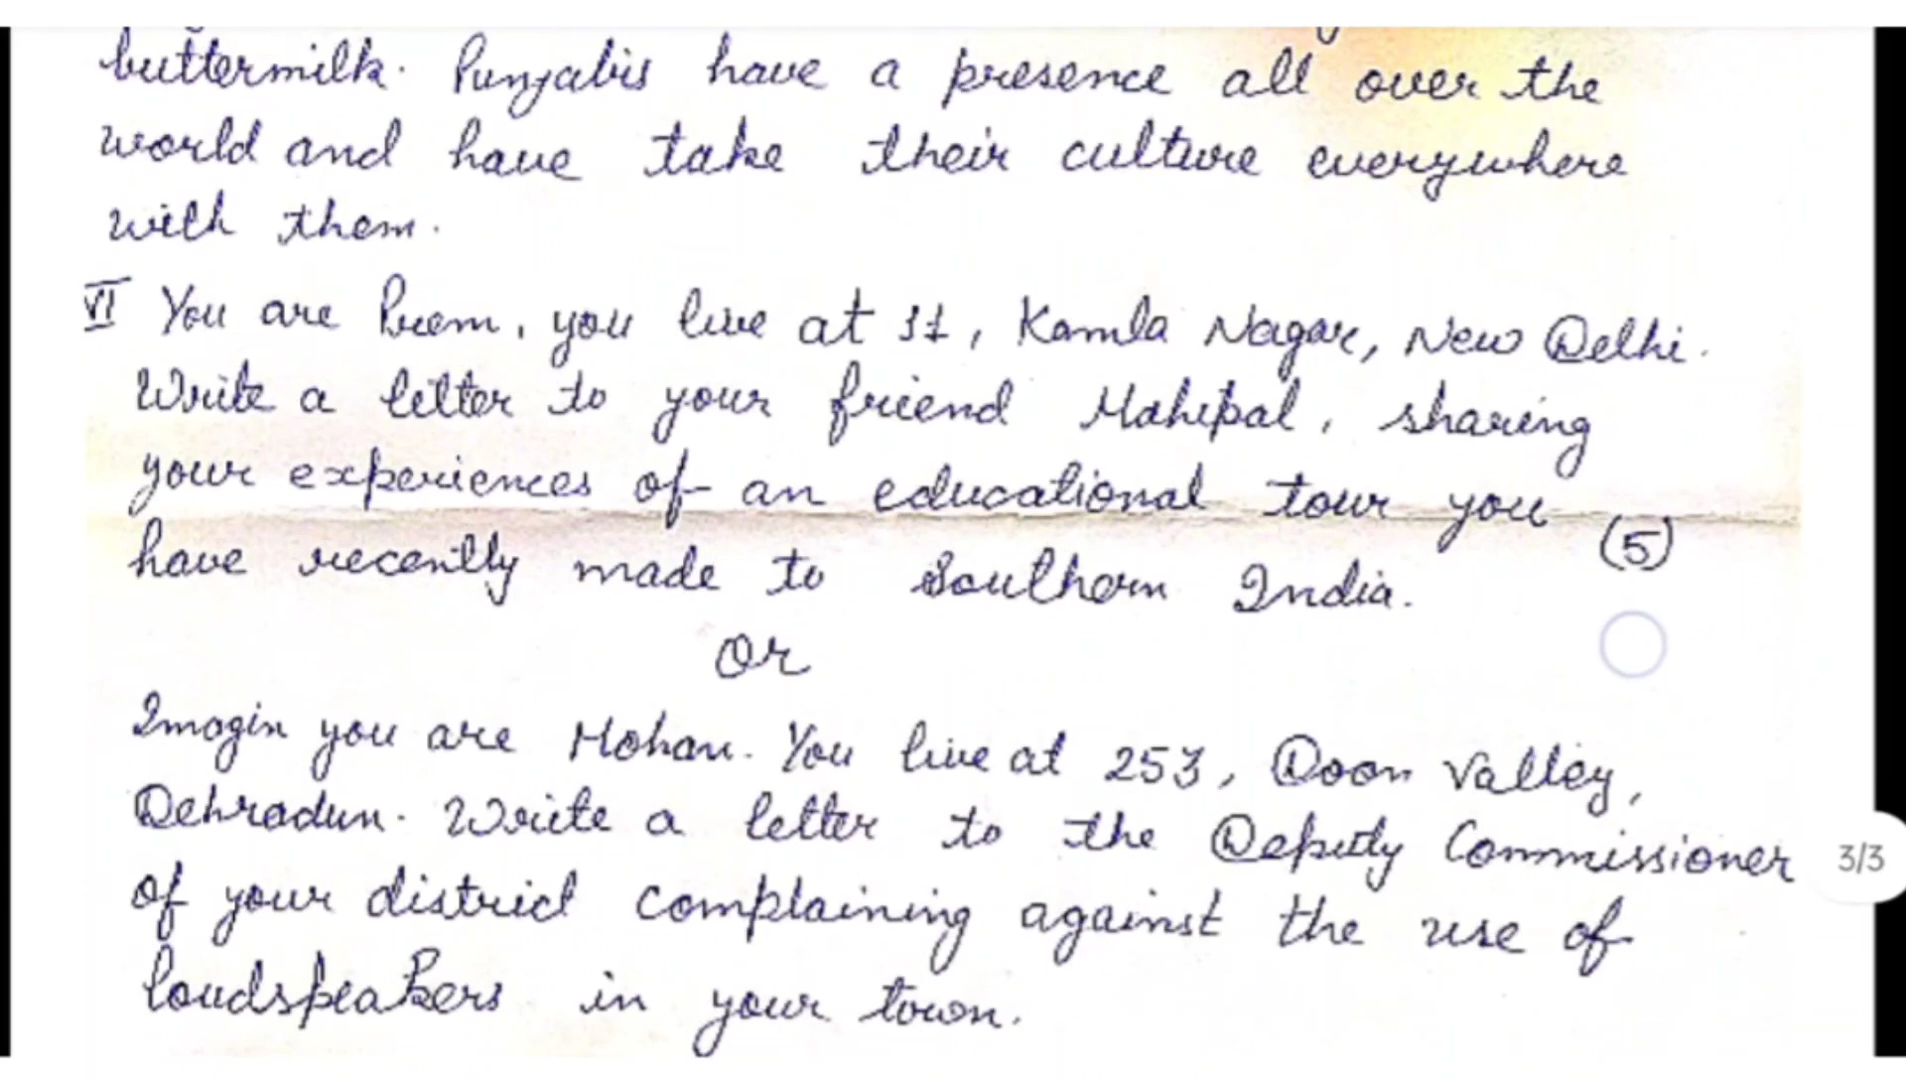 buttermilk. Punjabis have a presence all over the
world and have take their culture everywhere
with them.
VI You are Prem, you live at 11, Kamla Nagar, New Delhi.
Write a letter to your friend Mahipal, sharing
your experiences of an educational tour you
have recently made to Southern India. (5)
Or
Imagin you are Mohan. You live at 253, Doon Valley,
Dehradun. Write a letter to the Deputy Commissioner
of your district complaining against the use of
loudspeakers in your town.
3/3